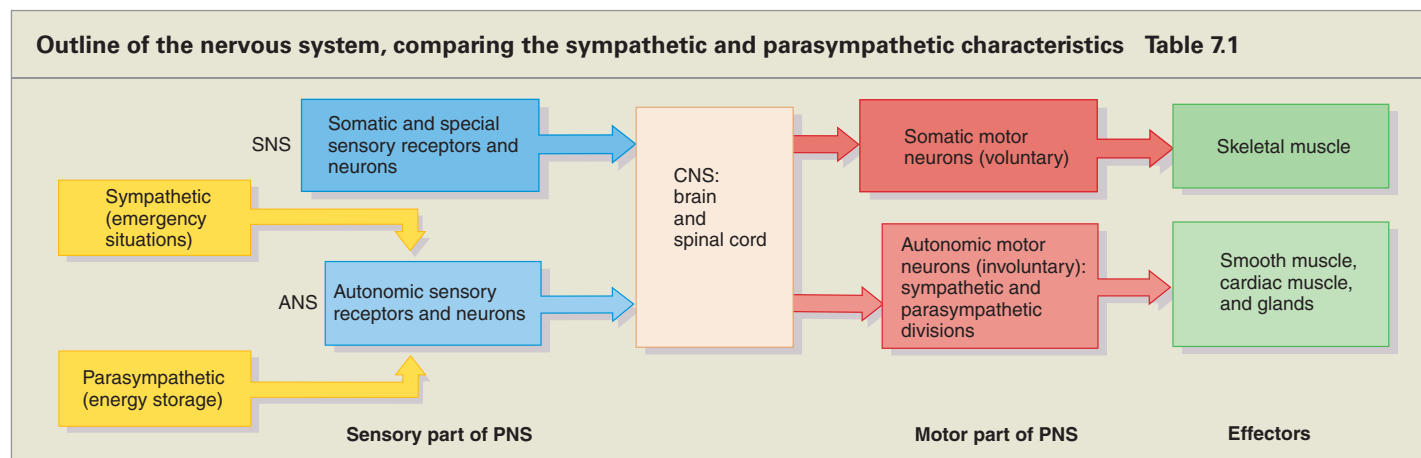 Outline of the nervous system, comparing the sympathetic and parasympathetic characteristics Table 7.1
SNS
Somatic and special
sensory receptors and
neurons
Sympathetic
(emergency
situations)
ANS
Autonomic sensory
receptors and neurons
Parasympathetic
(energy storage)
CNS:
brain
and
spinal cord
Somatic motor
neurons (voluntary)
Autonomic motor
neurons (involuntary):
sympathetic and
parasympathetic
divisions
Skeletal muscle
Smooth muscle,
cardiac muscle,
and glands
Sensory part of PNS
Motor part of PNS
Effectors